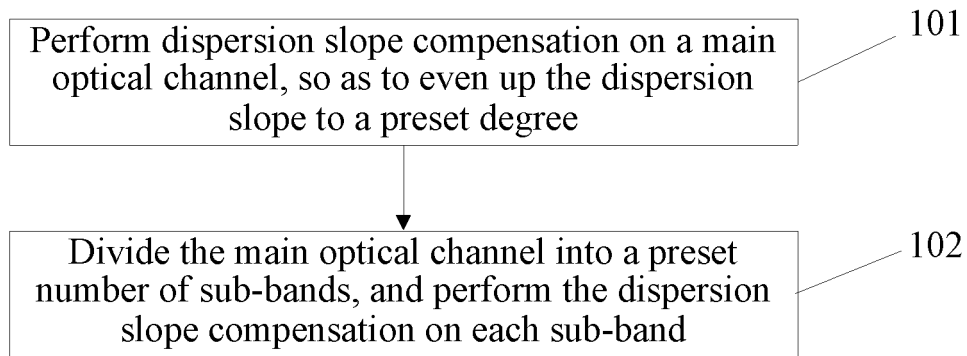 Perform dispersion slope compensation on a main
optical channel, so as to even up the dispersion
slope to a preset degree
101
Divide the main optical channel into a preset
number of sub-bands, and perform the dispersion
slope compensation on each sub-band
102